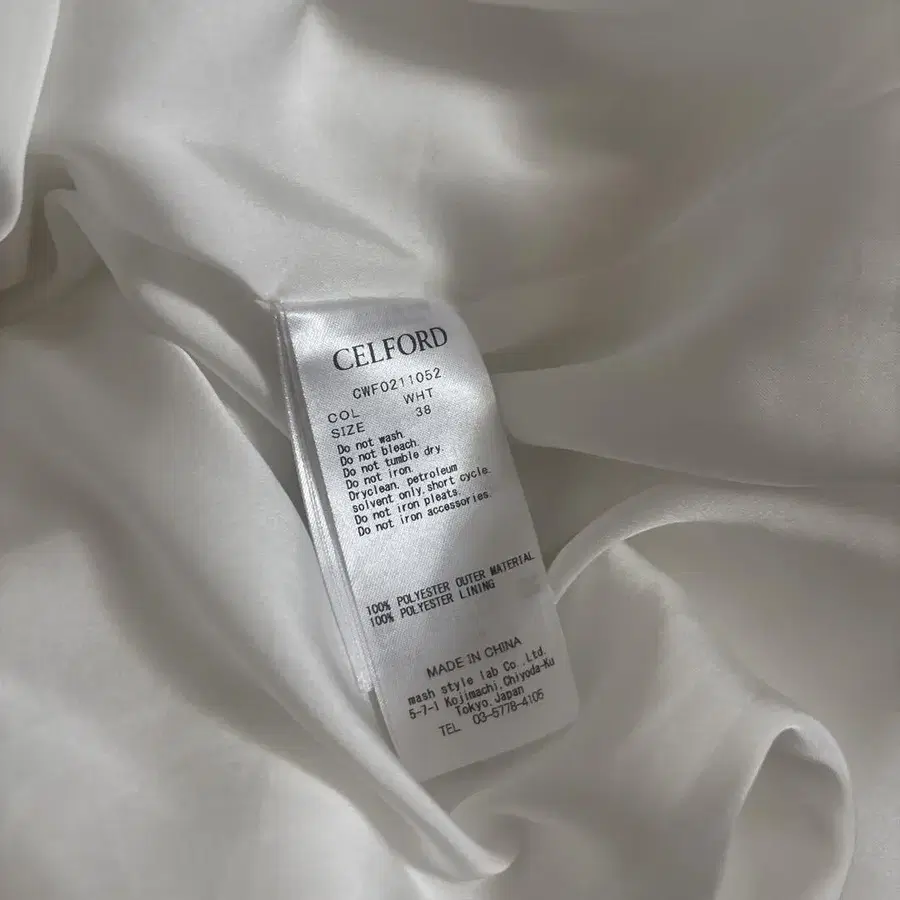 CELFORD
CWF0211052
COL WHT
SIZE 38
Do not wash.
Do not bleach.
Do not tumble dry.
Do not iron.
Dryclean, petroleum
solvent only,short cycle.
Do not iron pleats.
Do not iron accessories.
100% POLYESTER OUTER MATERIAL
100% POLYESTER LINING
MADE IN CHINA
mash style lab Co.,Ltd.
5-7-1 Kojimachi,Chiyoda-Ku
Tokyo,Japan
TEL 03-5778-4105